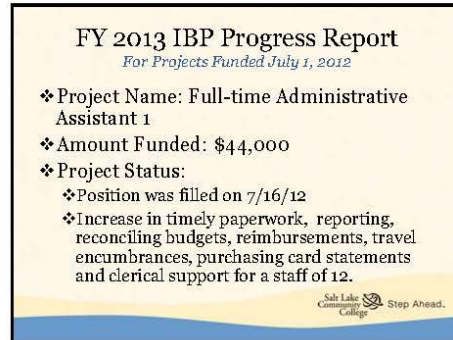 FY 2013 IBP Progress Report
For Projects Funded July 1, 2012
❖Project Name: Full-time Administrative
Assistant 1
❖Amount Funded: $44,000
❖Project Status:
❖Position was filled on 7/16/12
❖Increase in timely paperwork, reporting,
reconciling budgets, reimbursements, travel
encumbrances, purchasing card statements
and clerical support for a staff of 12.
Salt Lake
Community
College
Step Ahead.